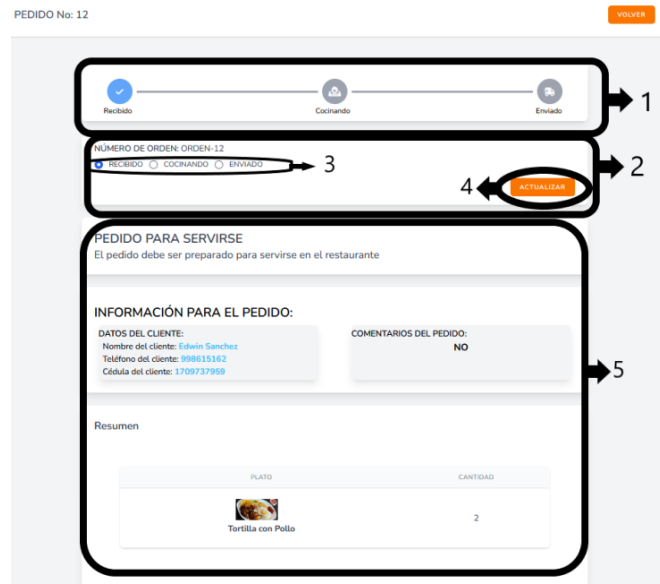 PEDIDO No: 12
VOLVER
Recibido
Cocinando
Enviado
1
NÚMERO DE ORDEN: ORDEN-12
RECIBIDO COCINANDO ENVIADO
3
2
4
ACTUALIZAR
PEDIDO PARA SERVIRSE
El pedido debe ser preparado para servirse en el restaurante
INFORMACIÓN PARA EL PEDIDO:
DATOS DEL CLIENTE:
Nombre del cliente: Edwin Sanchez
Teléfono del cliente: 998615162
Cédula del cliente: 1709737959
COMENTARIOS DEL PEDIDO:
NO
5
Resumen
PLATO CANTIDAD
Tortilla con Pollo
2